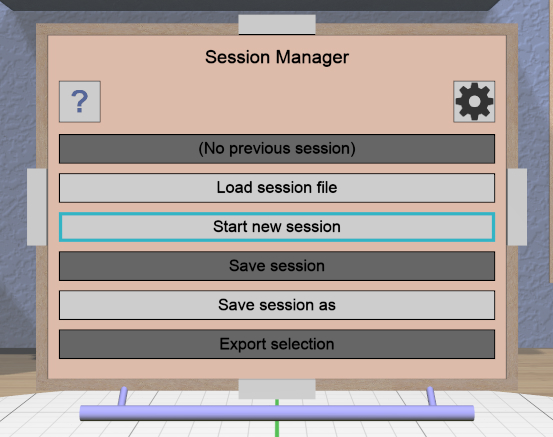 Session Manager
?
(No previous session)
Load session file
Start new session
Save session
Save session as
Export selection